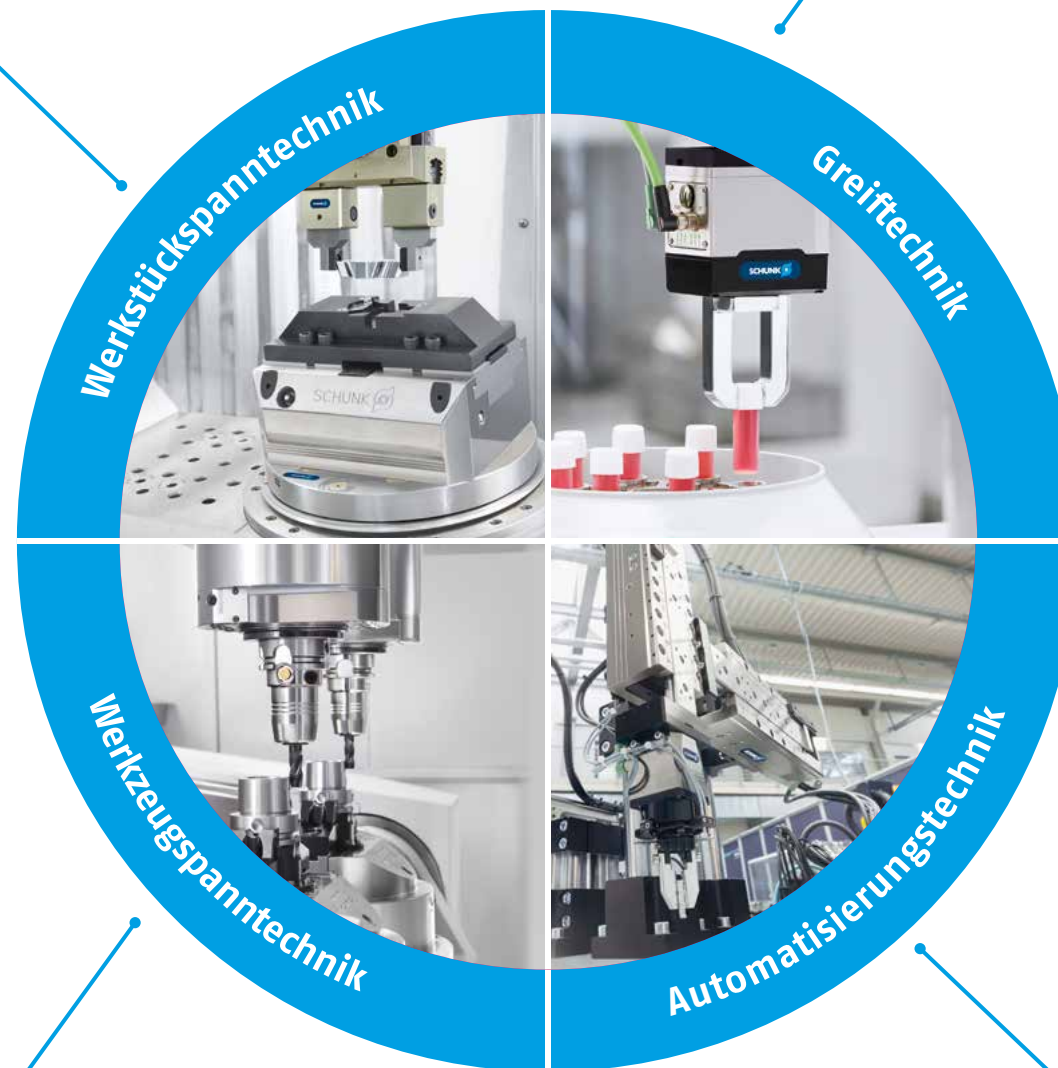 Werkstückspanntechnik
Greiftechnik
SCHUNK
SCHUNK
Werkzeugspanntechnik
Automatisierungstechnik